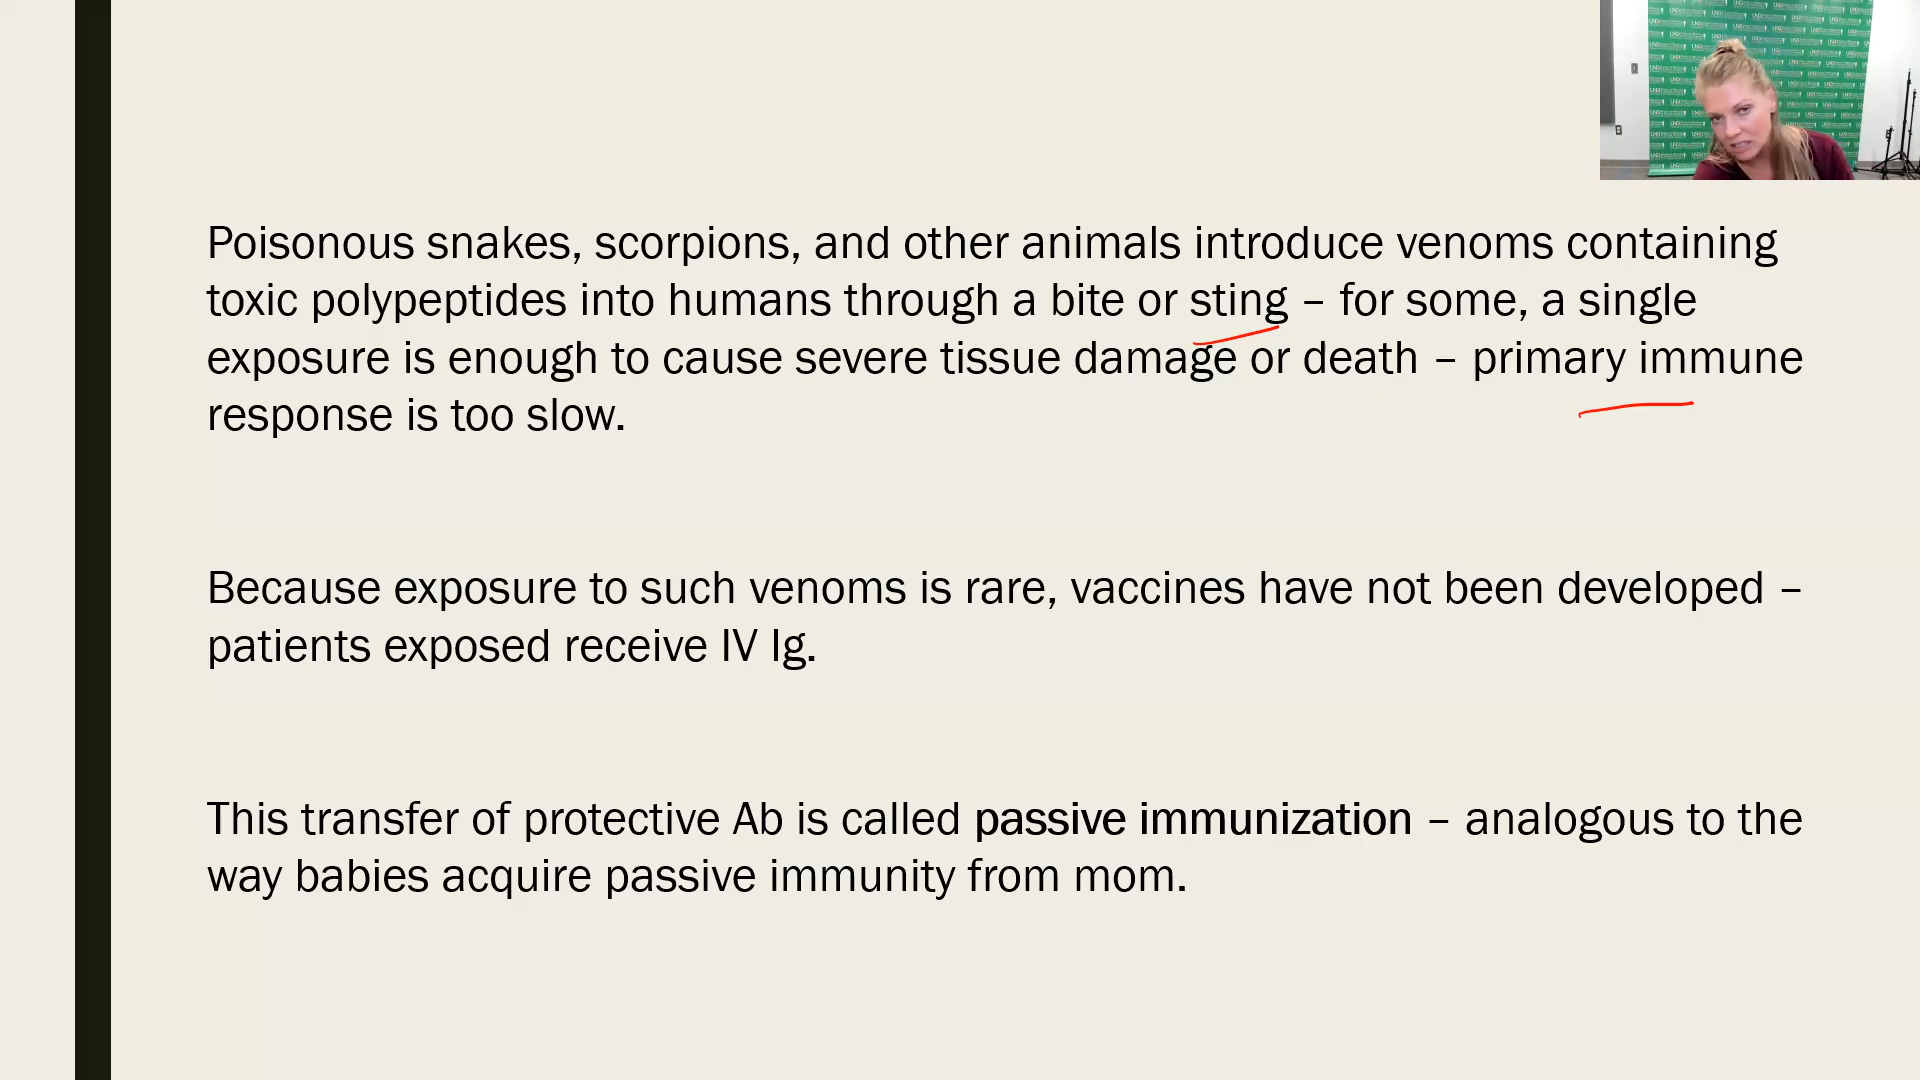 Poisonous snakes, scorpions, and other animals introduce venoms containing
toxic polypeptides into humans through a bite or sting – for some, a single
exposure is enough to cause severe tissue damage or death – primary immune
response is too slow.
Because exposure to such venoms is rare, vaccines have not been developed –
patients exposed receive IV Ig.
This transfer of protective Ab is called passive immunization – analogous to the
way babies acquire passive immunity from mom.